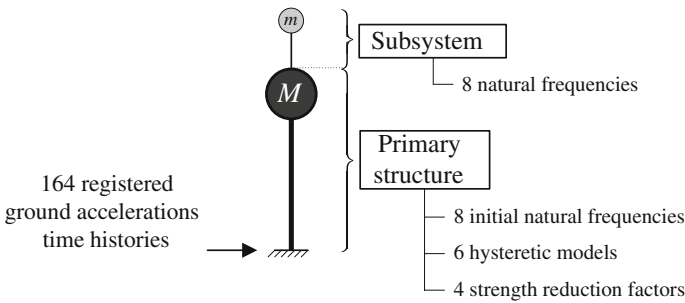 m
Subsystem
8 natural frequencies
M
Primary
structure
164 registered
ground accelerations
time histories
8 initial natural frequencies
6 hysteretic models
4 strength reduction factors